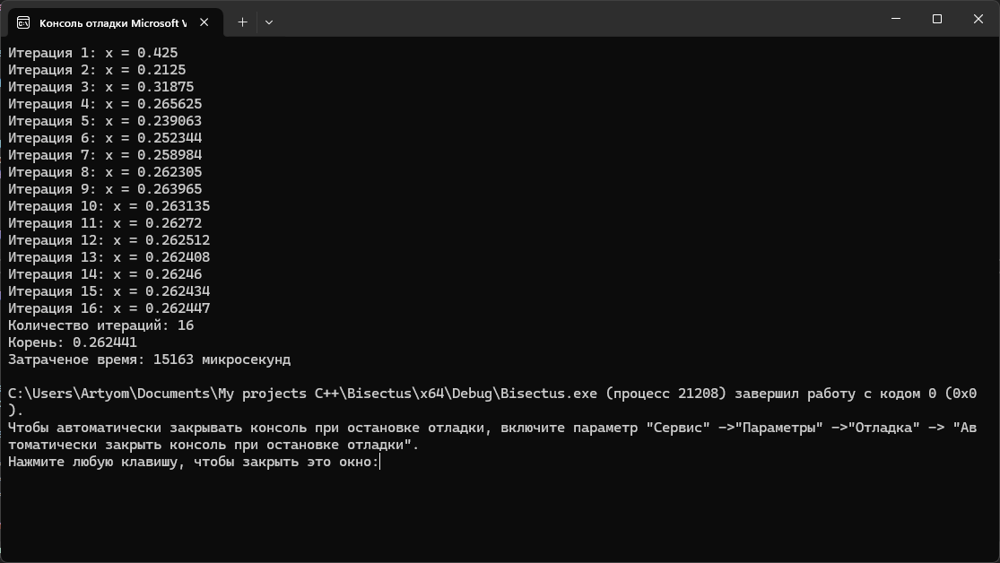 Консоль отладки Microsoft V
Итерация 1: x = 0.425
Итерация 2: x = 0.2125
Итерация 3: x = 0.31875
Итерация 4: x = 0.265625
Итерация 5: x = 0.239063
Итерация 6: x = 0.252344
Итерация 7: x = 0.258984
Итерация 8: x = 0.262305
Итерация 9: x = 0.263965
Итерация 10: x = 0.263135
Итерация 11: x = 0.26272
Итерация 12: x = 0.262512
Итерация 13: x = 0.262408
Итерация 14: x = 0.26246
Итерация 15: x = 0.262434
Итерация 16: x = 0.262447
Количество итераций: 16
Корень: 0.262441
Затраченое время: 15163 микросекунд
C:\Users\Artyom\Documents\My projects C++\Bisectus\x64\Debug\Bisectus.exe (процесс 21208) завершил работу с кодом 0 (0x0
).
Чтобы автоматически закрывать консоль при остановке отладки, включите параметр "Сервис" ->"Параметры" ->"Отладка" -> "Ав
томатически закрыть консоль при остановке отладки".
Нажмите любую клавишу, чтобы закрыть это окно: